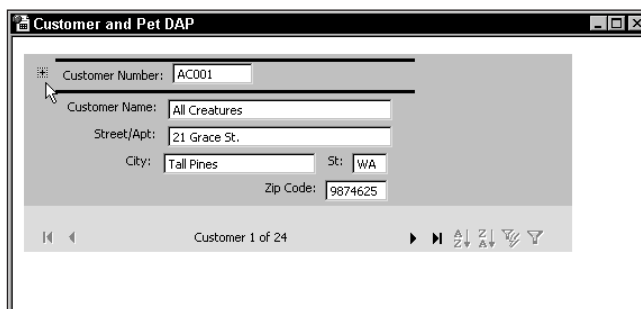 Customer and Pet DAP
Customer Number: AC001
Customer Name: All Creatures
Street/Apt: 21 Grace St.
City: Tall Pines St: WA
Zip Code: 9874625
Customer 1 of 24